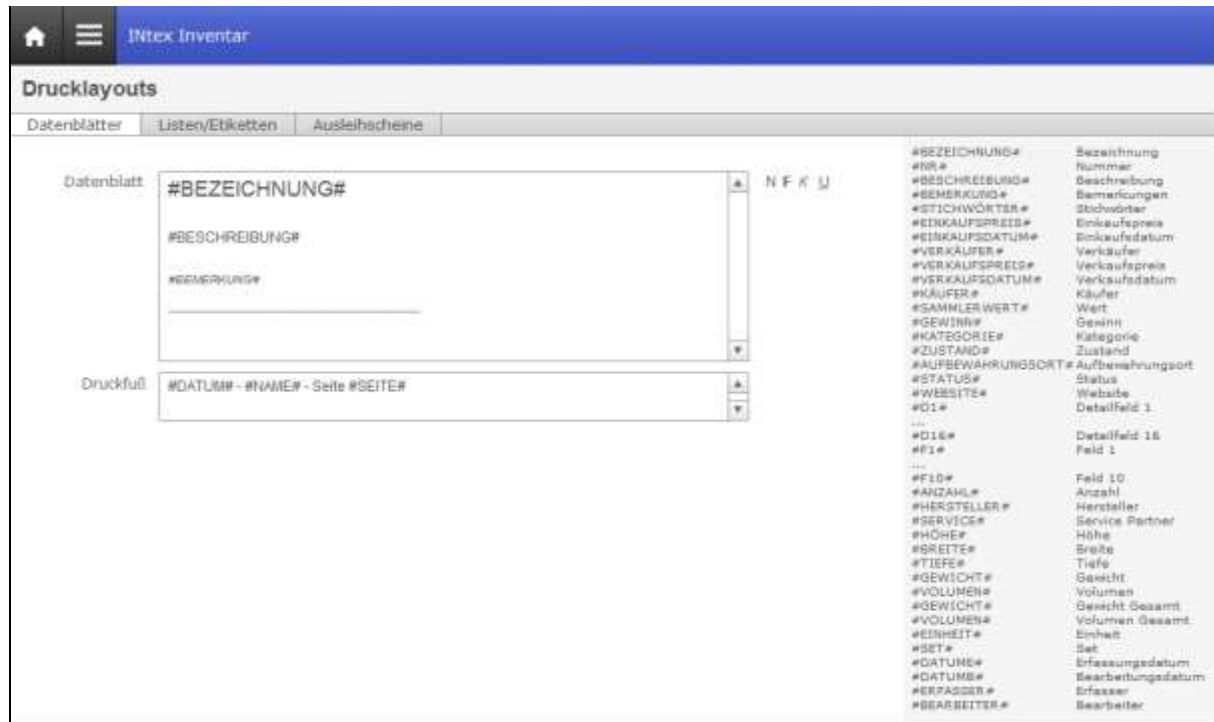 INtex Inventar
Drucklayouts
Datenblätter Listen/Etiketten Ausleihscheine
Datenblatt #BEZEICHNUNG# N F K U
#BESCHREIBUNG#
#BEMERKUNG#
Druckfuß #DATUM# - #NAME# - Seite #SEITE#
#BEZEICHNUNG# Bezeichnung
#NR# Nummer
#BESCHREIBUNG# Beschreibung
#BEMERKUNG# Bemerkungen
#STICHWÖRTER# Stichwörter
#EINKAUFSPREIS# Einkaufspreis
#EINKAUFSDATUM# Einkaufsdatum
#VERKÄUFER# Verkäufer
#VERKAUFSPREIS# Verkaufspreis
#VERKAUFSDATUM# Verkaufsdatum
#KÄUFER# Käufer
#SAMMLERWERT# Wert
#GEWINN# Gewinn
#KATEGORIE# Kategorie
#ZUSTAND# Zustand
#AUFBEWAHRUNGSORT# Aufbewahrungsort
#STATUS# Status
#WEBSITE# Website
#D1# Detailfeld 1
...
#D16# Detailfeld 16
#F1# Feld 1
...
#F10# Feld 10
#ANZAHL# Anzahl
#HERSTELLER# Hersteller
#SERVICE# Service Partner
#HÖHE# Höhe
#BREITE# Breite
#TIEFE# Tiefe
#GEWICHT# Gewicht
#VOLUMEN# Volumen
#GEWICHT# Gewicht Gesamt
#VOLUMEN# Volumen Gesamt
#EINHEIT# Einheit
#SET# Set
#DATUME# Erfassungsdatum
#DATUMB# Bearbeitungsdatum
#ERFASSER# Erfasser
#BEARBEITER# Bearbeiter